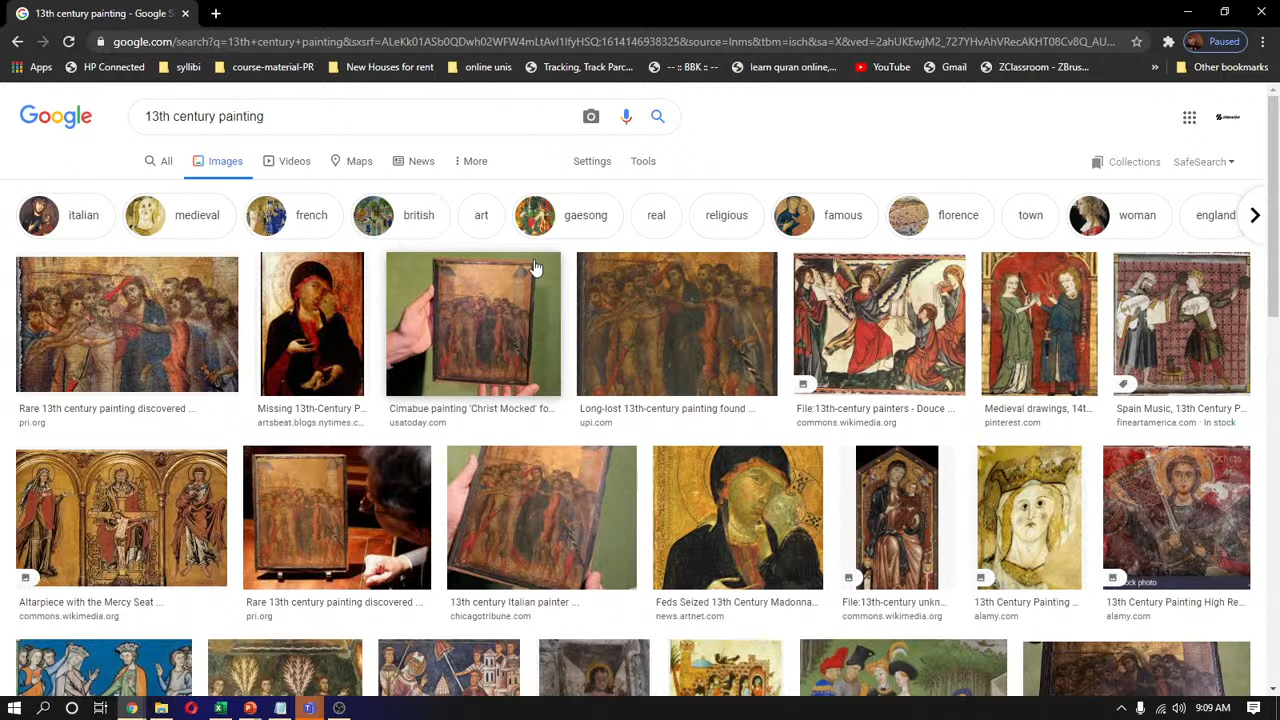 13th century painting - Google S
google.com/search?q=13th+century+painting&sxsrf=ALeKk01ASb0QDwh02WF4mLtAvI1IfyHSQ:1614146938325&source=lnms&tbm=isch&sa=X&ved=2ahUKEwjM2_727YHvAhVRecAKHT08Cv8Q_AU...
Paused
Apps
HP Connected
syllibi
course-material-PR
New Houses for rent
online unis
Tracking, Track Parc...
-- :: BBK :: --
learn quran online,...
YouTube
Gmail
ZClassroom - ZBrus...
»
Other bookmarks
Google
13th century painting
All
Images
Videos
Maps
News
More
Settings
Tools
Collections
SafeSearch
italian
medieval
french
british
art
gaesong
real
religious
famous
florence
town
woman
england
Rare 13th century painting discovered ...
pri.org
Missing 13th-Century P...
artsbeat.blogs.nytimes.c...
Cimabue painting 'Christ Mocked' fo...
usatoday.com
Long-lost 13th-century painting found ...
upi.com
File:13th-century painters - Douce ...
commons.wikimedia.org
Medieval drawings, 14t...
pinterest.com
Spain Music, 13th Century P...
fineartamerica.com · In stock
Altarpiece with the Mercy Seat ...
commons.wikimedia.org
Rare 13th century painting discovered ...
pri.org
13th century Italian painter ...
chicagotribune.com
Feds Seized 13th Century Madonna...
news.artnet.com
File:13th-century unkn...
commons.wikimedia.org
13th Century Painting ...
alamy.com
13th Century Painting High Re...
alamy.com
9:09 AM